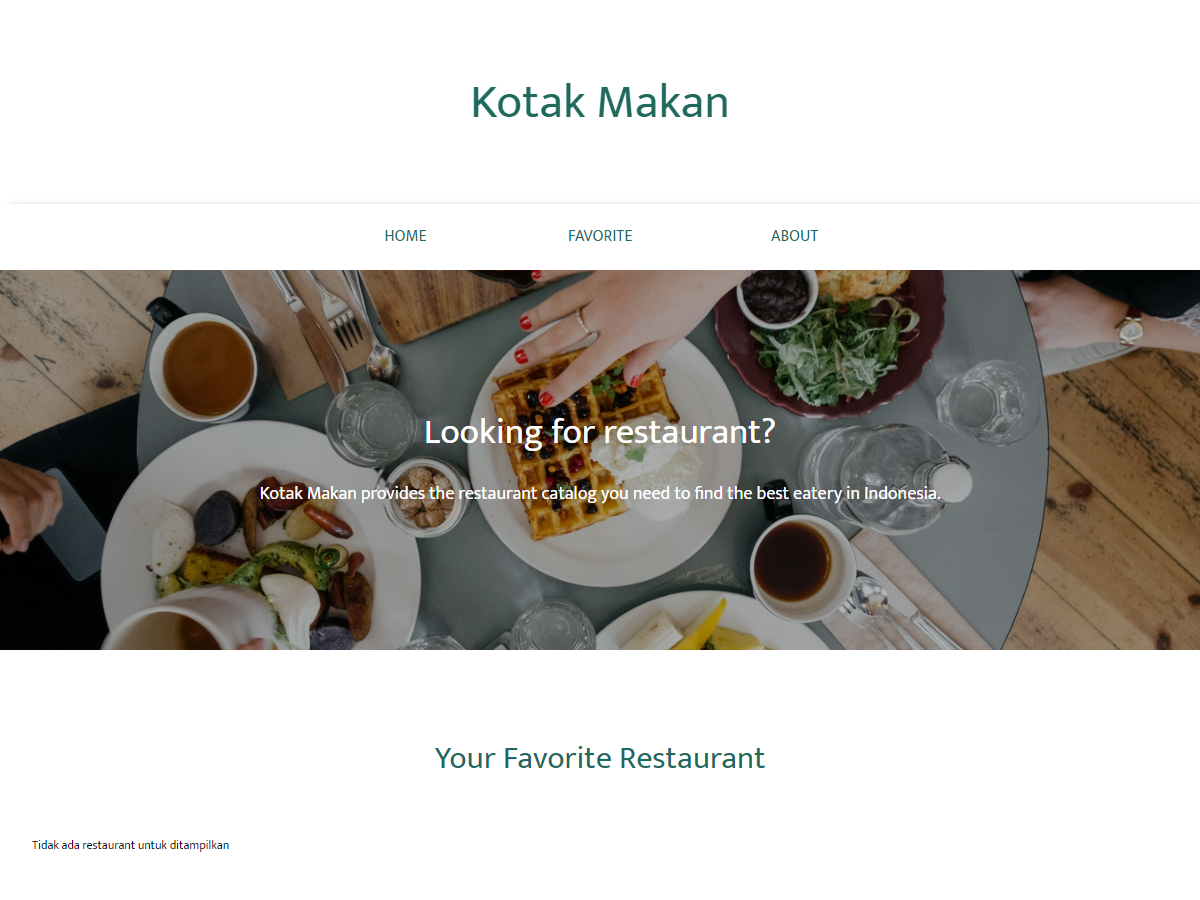 Kotak Makan
HOME FAVORITE ABOUT
Looking for restaurant?
Kotak Makan provides the restaurant catalog you need to find the best eatery in Indonesia.
Your Favorite Restaurant
Tidak ada restaurant untuk ditampilkan